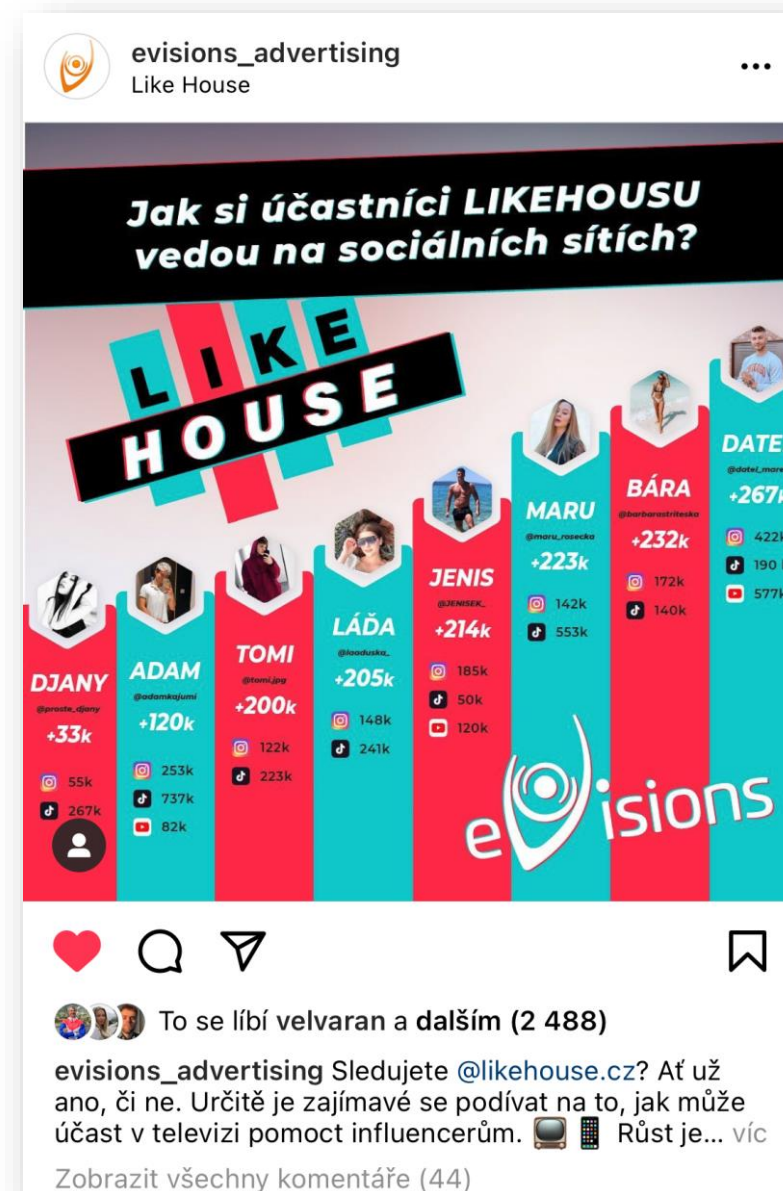 evisions_advertising
Like House
Jak si účastníci LIKEHOUSU
vedou na sociálních sítích?
LIKE
HOUSE
DJANY
@proste_djany
+33k
55k
267k
ADAM
@adamkajumi
+120k
253k
737k
82k
TOMI
@tomi.jpg
+200k
122k
223k
LÁĎA
@laaduska_
+205k
148k
241k
JENIS
@JENISEK_
+214k
185k
50k
120k
MARU
@maru_rosecka
+223k
142k
553k
BÁRA
@barborastriteska
+232k
172k
140k
DATE
+267k
422k
190
577k
eVisions
To se líbí velvaran a dalším (2 488)
evisions_advertising Sledujete @likehouse.cz? Ať už
ano, či ne. Určitě je zajímavé se podívat na to, jak může
účast v televizi pomoct influencerům. 📺 📱 Růst je... víc
Zobrazit všechny komentáře (44)